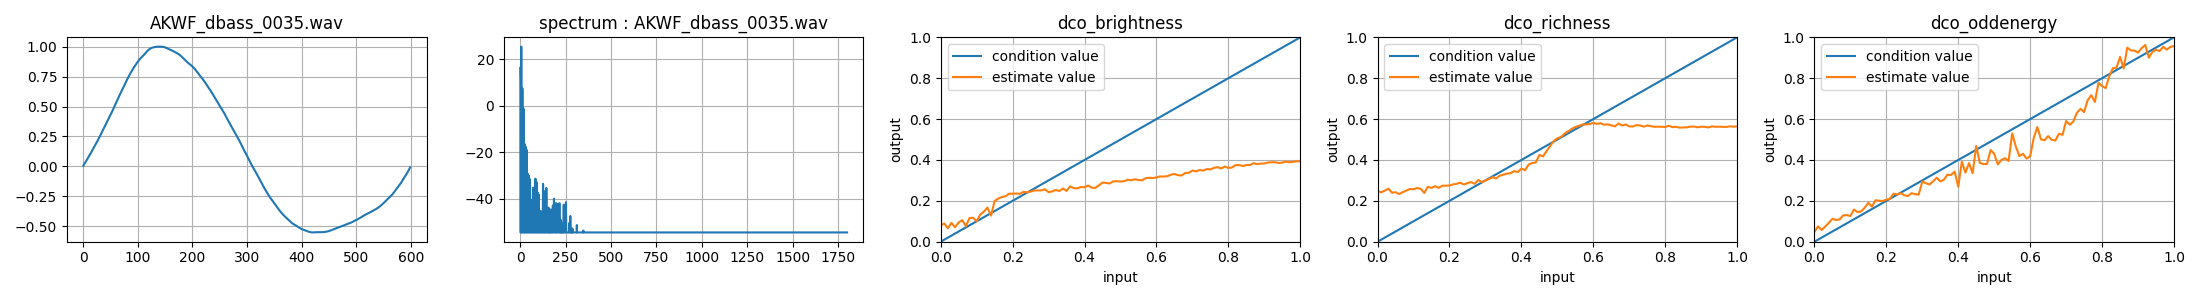 AKWF_dbass_0035.wav
1.00
0.75
0.50
0.25
0.00
−0.25
−0.50
0 100 200 300 400 500 600
spectrum : AKWF_dbass_0035.wav
20
0
−20
−40
0 250 500 750 1000 1250 1500 1750
dco_brightness
condition value
estimate value
output
1.0
0.8
0.6
0.4
0.2
0.0
0.0 0.2 0.4 0.6 0.8 1.0
input
dco_richness
condition value
estimate value
output
1.0
0.8
0.6
0.4
0.2
0.0
0.0 0.2 0.4 0.6 0.8 1.0
input
dco_oddenergy
condition value
estimate value
output
1.0
0.8
0.6
0.4
0.2
0.0
0.0 0.2 0.4 0.6 0.8 1.0
input